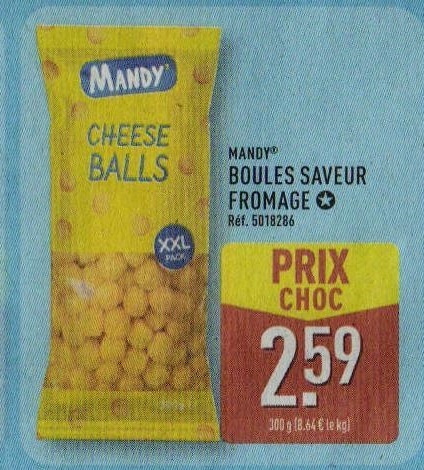 MANDY
CHEESE
BALLS
XXL
PACK
MANDY®
BOULES SAVEUR
FROMAGE
Réf. 5018286
PRIX
CHOC
2.59
300 g (8.64 € le kg)